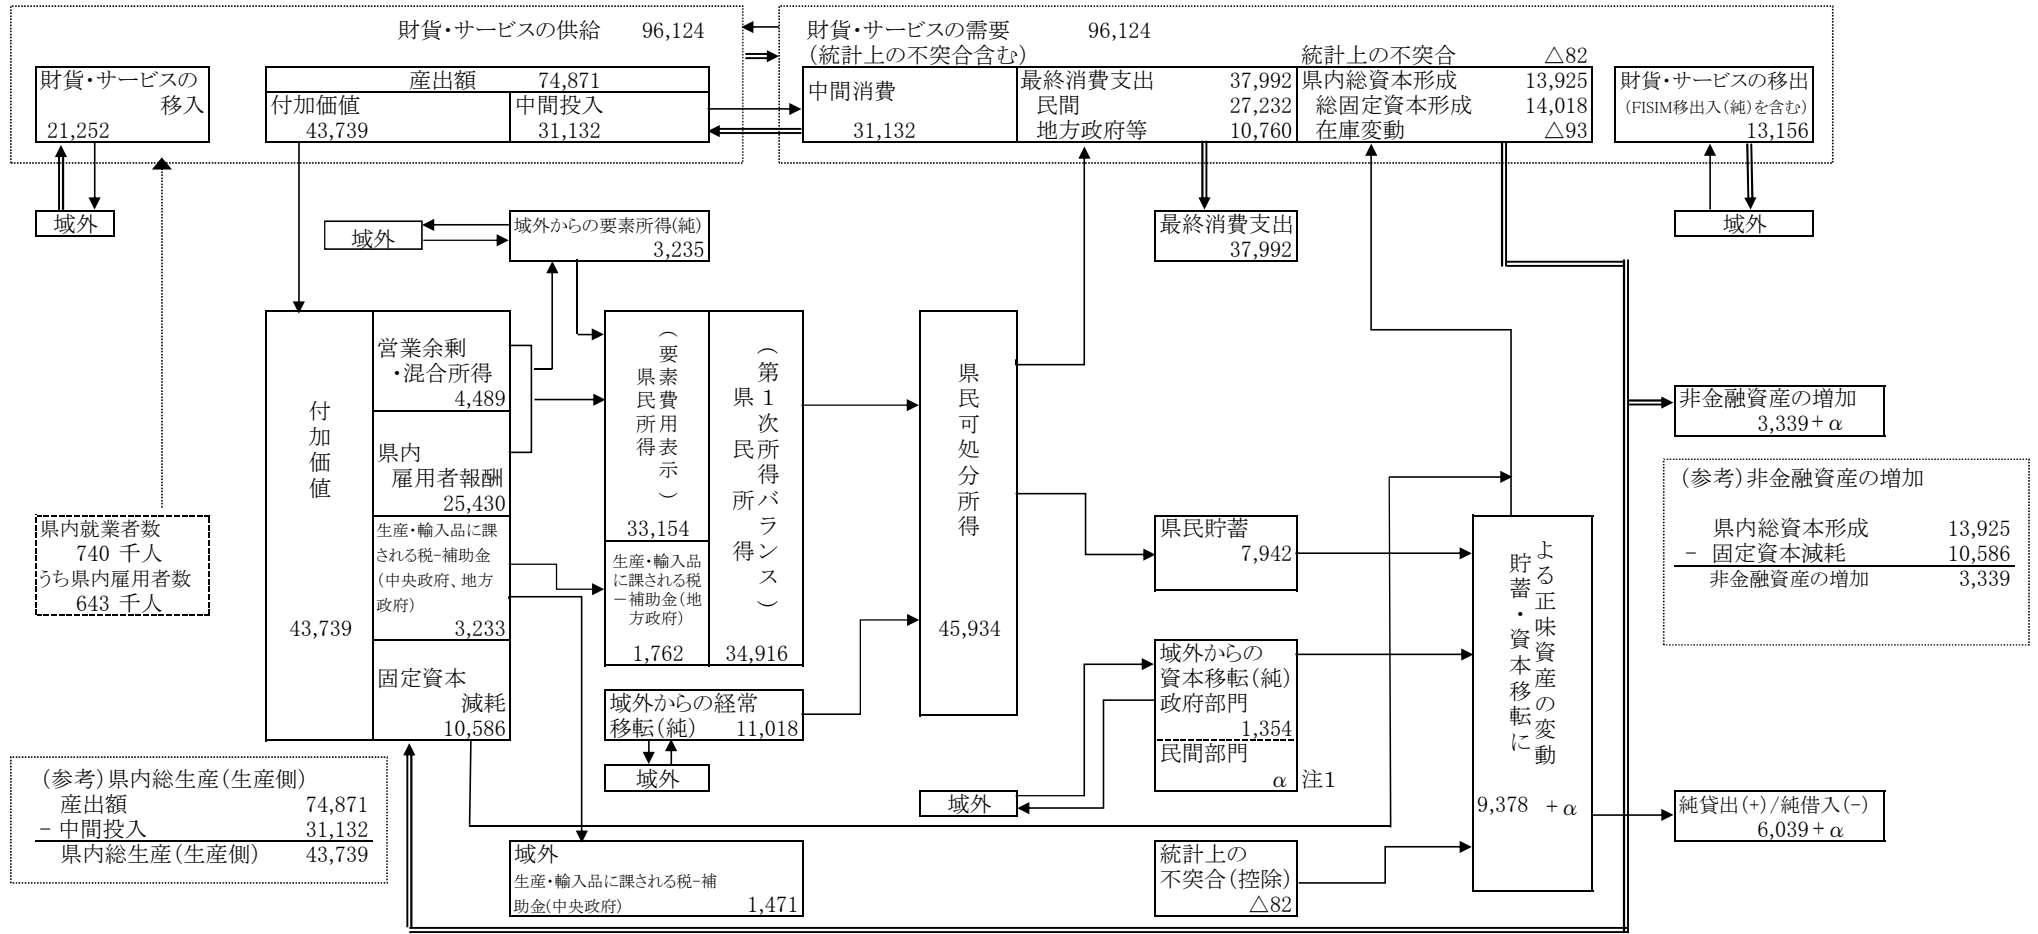 財貨・サービスの供給 96,124
財貨・サービスの
移入
21,252
産出額 74,871
付加価値
43,739
中間投入
31,132
域外
財貨・サービスの需要 96,124
(統計上の不突合含む)
統計上の不突合 △82
中間消費
31,132
最終消費支出 37,992
民間 27,232
地方政府等 10,760
県内総資本形成 13,925
総固定資本形成 14,018
在庫変動 △93
財貨・サービスの移出
(FISIM移出入(純)を含む)
13,156
域外
域外
域外からの要素所得(純)
3,235
最終消費支出
37,992
付加価値
43,739
営業余剰
・混合所得
4,489
県内
雇用者報酬
25,430
生産・輸入品に課
される税-補助金
(中央政府、地方
政府)
3,233
固定資本
減耗
10,586
県民所得
(要素費用表示)
33,154
生産・輸入品
に課される税
－補助金(地
方政府)
1,762
県民所得
(第1次所得バランス)
34,916
域外からの経常
移転(純) 11,018
域外
県民可処分所得
45,934
域外
県民貯蓄
7,942
域外からの
資本移転(純)
政府部門
1,354
民間部門
α 注1
統計上の
不突合(控除)
△82
貯蓄・資本移転に
よる正味資産の変動
9,378 +α
非金融資産の増加
3,339+α
(参考)非金融資産の増加
県内総資本形成 13,925
- 固定資本減耗 10,586
非金融資産の増加 3,339
純貸出(+)/純借入(-)
6,039+α
県内就業者数
740 千人
うち県内雇用者数
643 千人
(参考)県内総生産(生産側)
産出額 74,871
- 中間投入 31,132
県内総生産(生産側) 43,739
域外
生産・輸入品に課される税-補
助金(中央政府) 1,471